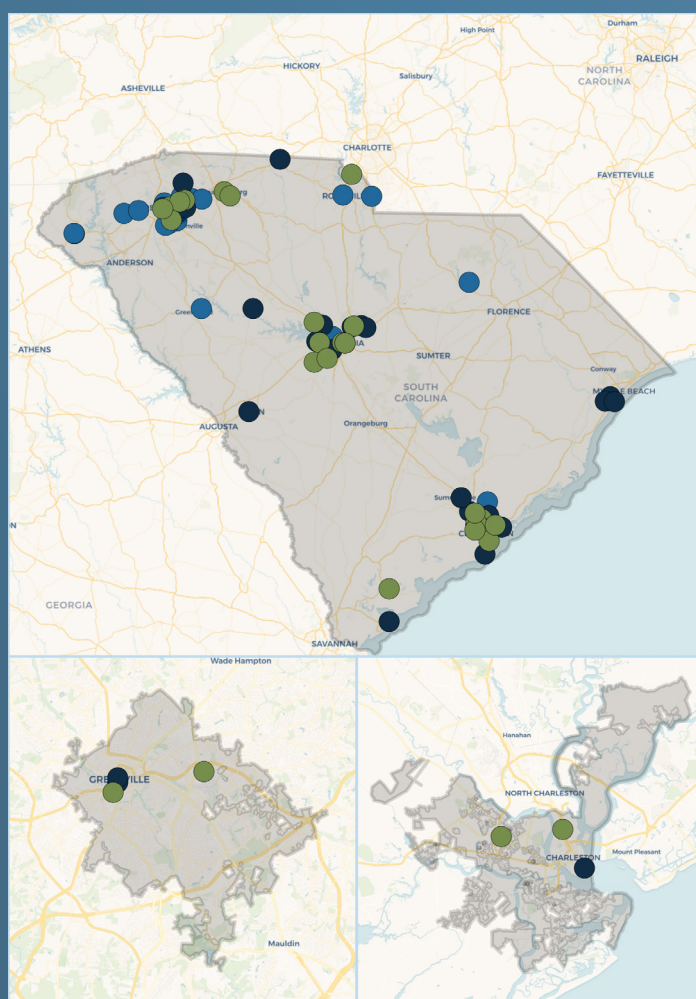 Durham
High Point
RALEIGH
HICKORY
Salisbury
NORTH
CAROLINA
ASHEVILLE
CHARLOTTE
FAYETTEVILLE
ANDERSON
FLORENCE
ATHENS
SUMTER
Conway
SOUTH
CAROLINA
AUGUSTA
Orangeburg
GEORGIA
SAVANNAH
Wade Hampton
Mauldin
Hanahan
NORTH CHARLESTON
Mount Pleasant
CHARLESTON